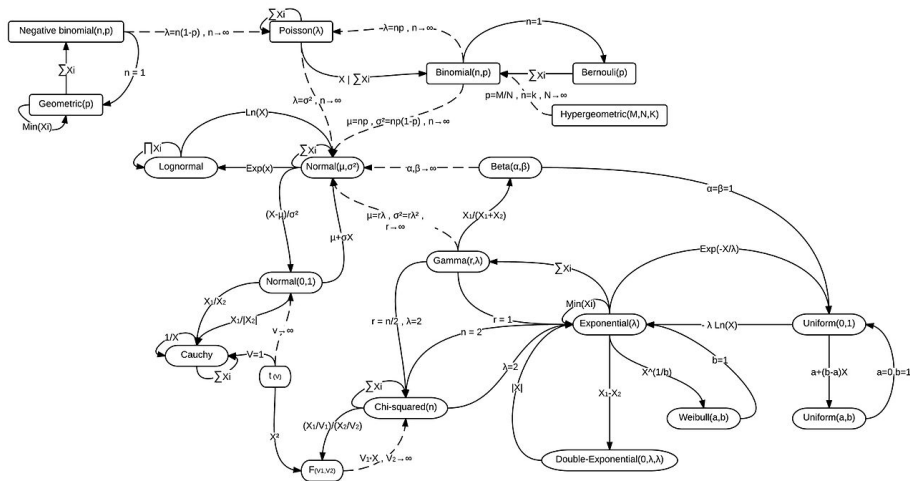 ∑Xi
Negative binomial(n,p)
λ=n(1-p) , n→∞
Poisson(λ)
λ=np , n→∞
n=1
∑Xi
n = 1
X | ∑Xi
Binomial(n,p)
∑Xi
Bernouli(p)
Geometric(p)
λ=σ² , n→∞
p=M/N , n=k , N→∞
Min(Xi)
Ln(X)
μ=np , σ²=np(1-p) , n→∞
Hypergeometric(M,N,K)
∏Xi
∑Xi
Lognormal
Exp(x)
Normal(μ,σ²)
α,β→∞
Beta(α,β)
α=β=1
(X-μ)/σ²
μ=rλ , σ²=rλ² ,
r→∞
X₁/(X₁+X₂)
μ+σX
Exp(-X/λ)
Gamma(r,λ)
∑Xi
Normal(0,1)
X₁/X₂
X₁/|X₂|
Min(Xi)
r = n/2 , λ=2
r = 1
n = 2
Exponential(λ)
- λ Ln(X)
Uniform(0,1)
1/X
Cauchy
V=1
∑Xi
t (V)
∑Xi
λ=2
|X|
X^(1/b)
b=1
a+(b-a)X
a=0,b=1
Chi-squared(n)
X₁-X₂
(X₁/V₁)/(X₂/V₂)
Weibull(a,b)
Uniform(a,b)
X²
V₁·X , V₂→∞
F(V1,V2)
Double-Exponential(0,λ,λ)